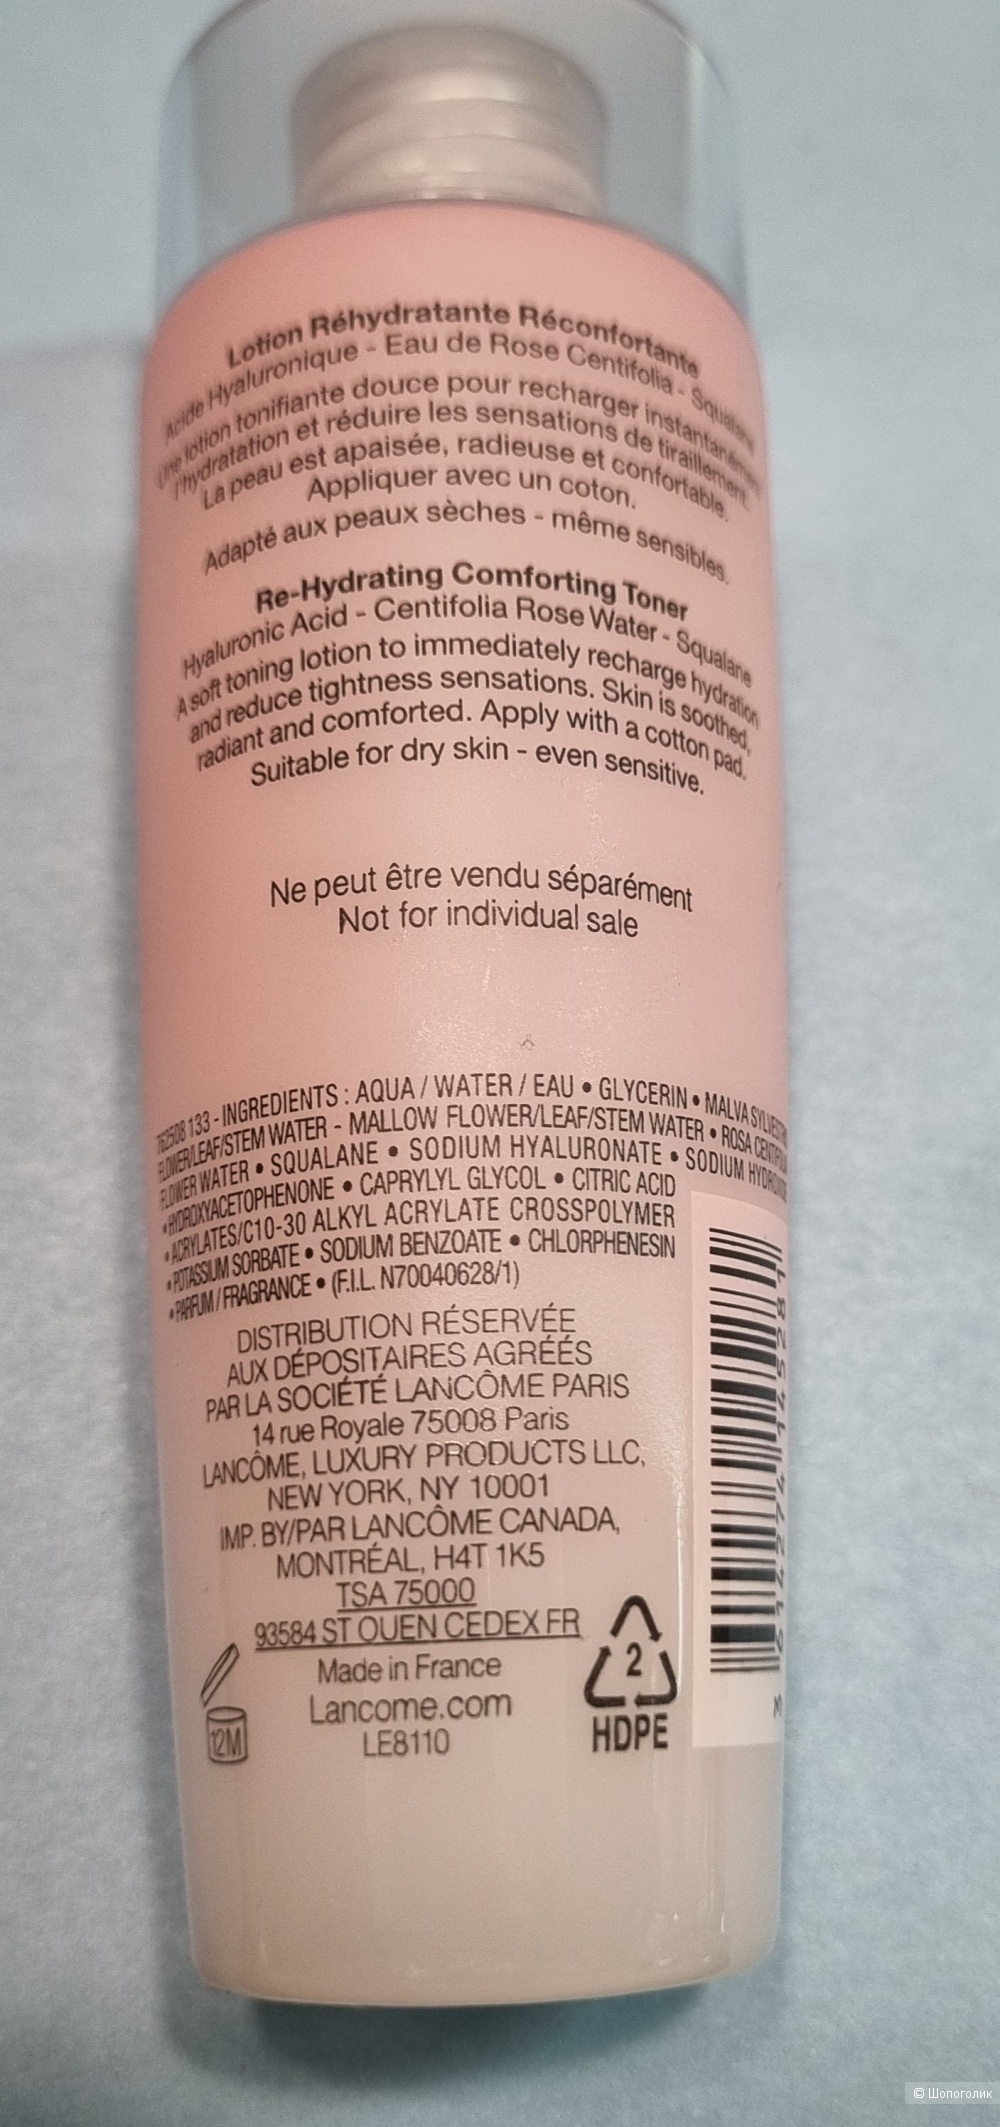 Lotion Réhydratante Réconfortante
Acide Hyaluronique - Eau de Rose Centifolia - Squalane
Une lotion tonifiante douce pour recharger instantanément
l'hydratation et réduire les sensations de tiraillement.
La peau est apaisée, radieuse et confortable.
Appliquer avec un coton.
Adapté aux peaux sèches - même sensibles.
Re-Hydrating Comforting Toner
Hyaluronic Acid - Centifolia Rose Water - Squalane
A soft toning lotion to immediately recharge hydration
and reduce tightness sensations. Skin is soothed,
radiant and comforted. Apply with a cotton pad.
Suitable for dry skin - even sensitive.
Ne peut être vendu séparément
Not for individual sale
762508 133 - INGREDIENTS : AQUA / WATER / EAU • GLYCERIN • MALVA SYLVESTRIS
FLOWER/LEAF/STEM WATER - MALLOW FLOWER/LEAF/STEM WATER • ROSA CENTIFOLIA
FLOWER WATER • SQUALANE • SODIUM HYALURONATE • SODIUM HYDROXIDE
• HYDROXYACETOPHENONE • CAPRYLYL GLYCOL • CITRIC ACID
• ACRYLATES/C10-30 ALKYL ACRYLATE CROSSPOLYMER
• POTASSIUM SORBATE • SODIUM BENZOATE • CHLORPHENESIN
• PARFUM / FRAGRANCE • (F.I.L. N70040628/1)
DISTRIBUTION RÉSERVÉE
AUX DÉPOSITAIRES AGRÉÉS
PAR LA SOCIÉTÉ LANCÔME PARIS
14 rue Royale 75008 Paris
LANCÔME, LUXURY PRODUCTS LLC,
NEW YORK, NY 10001
IMP. BY/PAR LANCÔME CANADA,
MONTRÉAL, H4T 1K5
TSA 75000
93584 ST OUEN CEDEX FR
Made in France
Lancome.com
LE8110
12M
2
HDPE
3 614274 145281
© Шопоголик